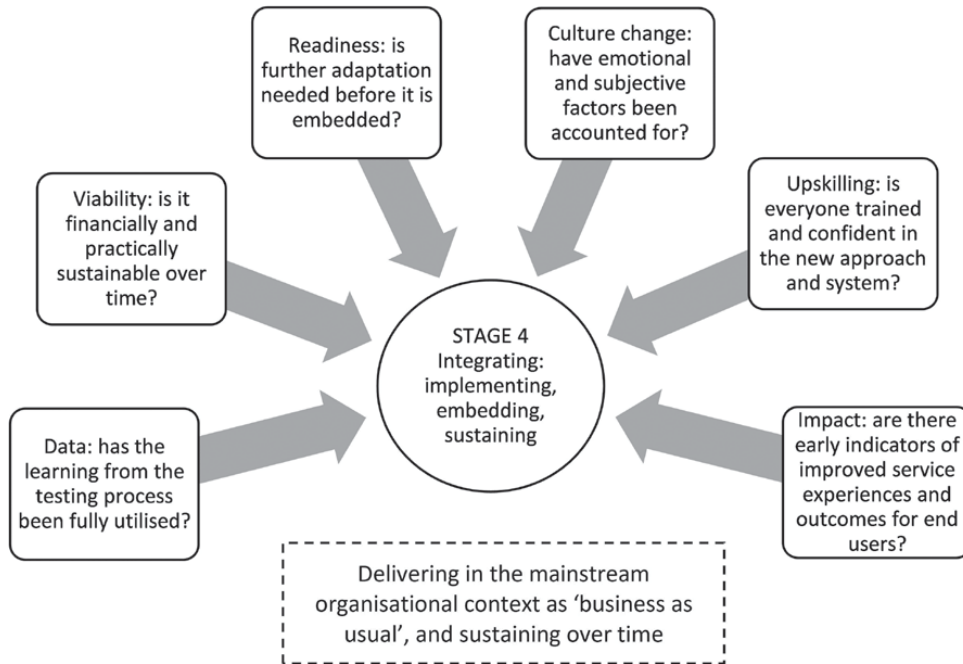 Readiness: is
further adaptation
needed before it is
embedded?
Culture change:
have emotional
and subjective
factors been
accounted for?
Viability: is it
financially and
practically
sustainable over
time?
Upskilling: is
everyone trained
and confident in
the new approach
and system?
STAGE 4
Integrating:
implementing,
embedding,
sustaining
Data: has the
learning from the
testing process
been fully utilised?
Impact: are there
early indicators of
improved service
experiences and
outcomes for end
users?
Delivering in the mainstream
organisational context as ‘business as
usual’, and sustaining over time